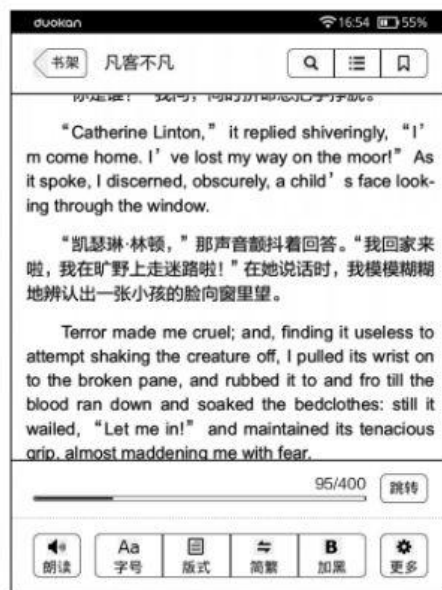 duokan 16:54 55%
书架 凡客不凡
“Catherine Linton,” it replied shiveringly, “I’
m come home. I’ ve lost my way on the moor!” As
it spoke, I discerned, obscurely, a child’ s face look-
ing through the window.
“凯瑟琳·林顿，”那声音颤抖着回答。“我回家来
啦，我在旷野上走迷路啦！”在她说话时，我模模糊糊
地辨认出一张小孩的脸向窗里望。
Terror made me cruel; and, finding it useless to
attempt shaking the creature off, I pulled its wrist on
to the broken pane, and rubbed it to and fro till the
blood ran down and soaked the bedclothes: still it
wailed, “Let me in!” and maintained its tenacious
grip, almost maddening me with fear.
95/400 跳转
朗读 Aa 字号 版式 简繁 B 加黑 更多